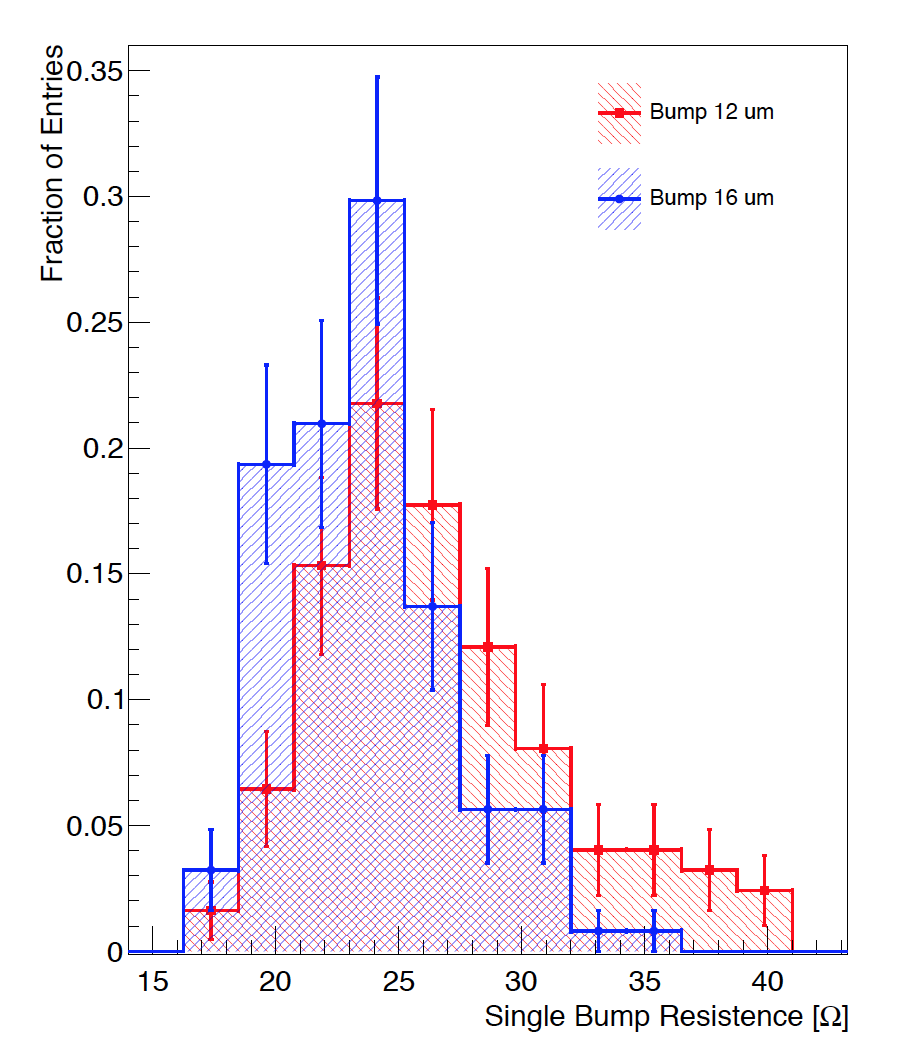 Fraction of Entries
0.35
0.3
0.25
0.2
0.15
0.1
0.05
0
Bump 12 um
Bump 16 um
15 20 25 30 35 40
Single Bump Resistence [Ω]